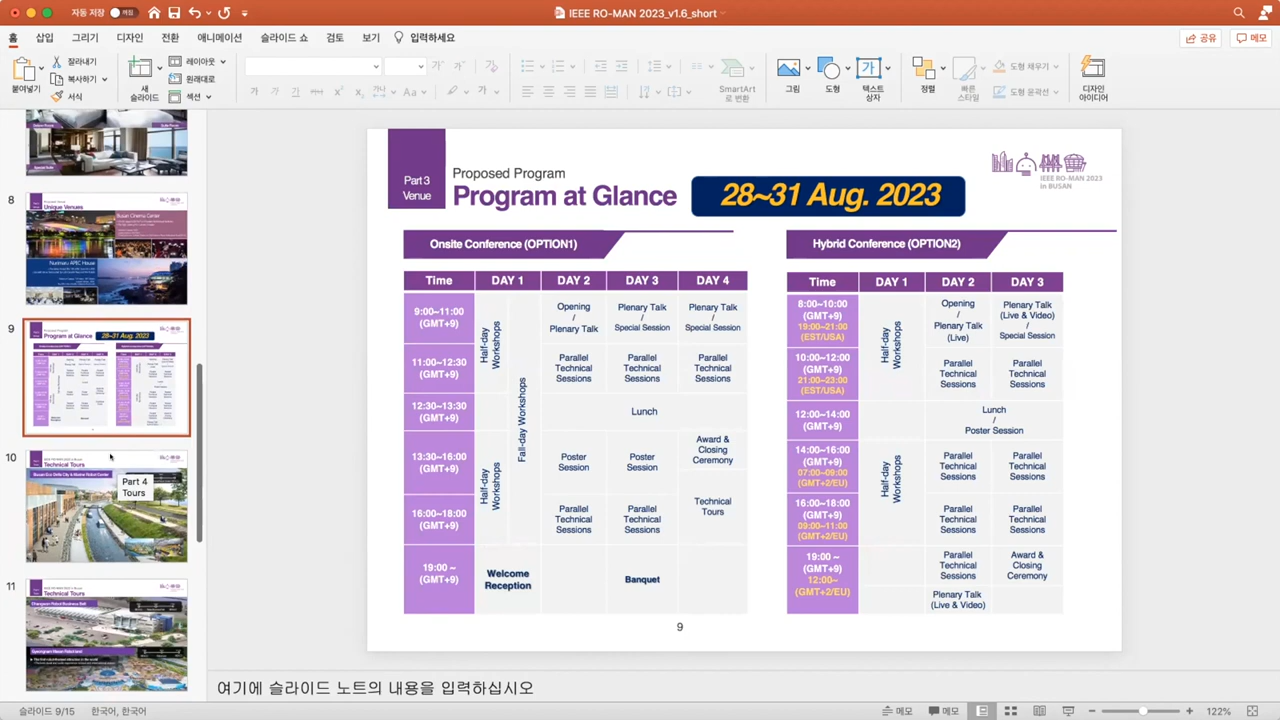 자동 저장
꺼짐
IEEE RO-MAN 2023_v1.6_short
홈
삽입
그리기
디자인
전환
애니메이션
슬라이드 쇼
검토
보기
입력하세요
공유
메모
붙여넣기
잘라내기
복사하기
서식
새
슬라이드
레이아웃
원래대로
섹션
SmartArt
로 변환
그림
도형
텍스트
상자
정렬
빠른
스타일
도형 채우기
도형 윤곽선
디자인
아이디어
8
Unique Venues
Busan Cinema Center
Nurimaru APEC House
9
Program at Glance
28~31 Aug. 2023
10
Technical Tours
Part 4
Tours
11
Technical Tours
Part 3
Venue
Proposed Program
Program at Glance
28~31 Aug. 2023
IEEE RO-MAN 2023
in BUSAN
Onsite Conference (OPTION1)
Time DAY 1 DAY 2 DAY 3 DAY 4
9:00~11:00
(GMT+9)
Half-day
Workshops
Opening
/
Plenary Talk
Plenary Talk
/
Special Session
Plenary Talk
/
Special Session
11:00~12:30
(GMT+9)
Parallel
Technical
Sessions
Parallel
Technical
Sessions
Parallel
Technical
Sessions
Fall-day Workshops
12:30~13:30
(GMT+9)
Lunch
13:30~16:00
(GMT+9)
Half-day
Workshops
Poster
Session
Poster
Session
Award &
Closing
Ceremony
16:00~18:00
(GMT+9)
Parallel
Technical
Sessions
Parallel
Technical
Sessions
Technical
Tours
19:00 ~
(GMT+9)
Welcome
Reception
Banquet
Hybrid Conference (OPTION2)
Time DAY 1 DAY 2 DAY 3
8:00~10:00
(GMT+9)
19:00~21:00
(EST/USA)
Half-day
Workshops
Opening
/
Plenary Talk
(Live)
Plenary Talk
(Live & Video)
/
Special Session
10:00~12:00
(GMT+9)
21:00~23:00
(EST/USA)
Parallel
Technical
Sessions
Parallel
Technical
Sessions
12:00~14:00
(GMT+9)
Lunch
/
Poster Session
14:00~16:00
(GMT+9)
07:00~09:00
(GMT+2/EU)
Half-day
Workshops
Parallel
Technical
Sessions
Parallel
Technical
Sessions
16:00~18:00
(GMT+9)
09:00~11:00
(GMT+2/EU)
Parallel
Technical
Sessions
Parallel
Technical
Sessions
19:00 ~
(GMT+9)
12:00~
(GMT+2/EU)
Parallel
Technical
Sessions
Award &
Closing
Ceremony
Plenary Talk
(Live & Video)
9
여기에 슬라이드 노트의 내용을 입력하십시오
슬라이드 9/15
한국어, 한국어
메모
메모
122%